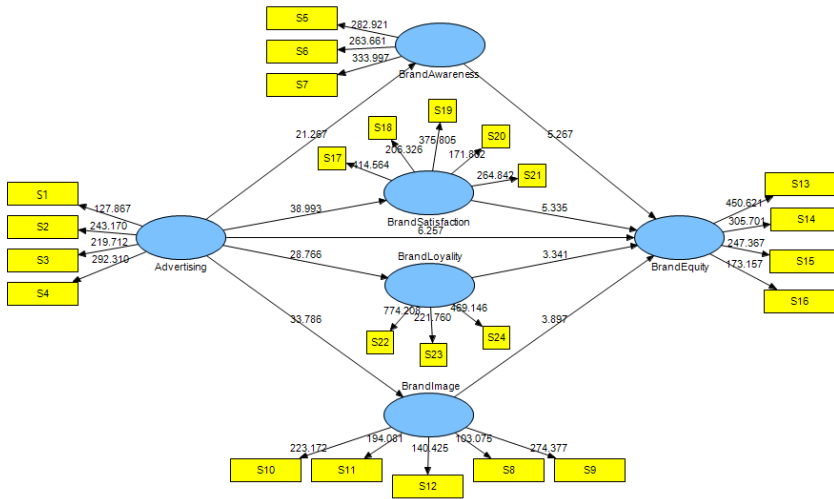 S5
282.921
S6
263.661
S7
333.997
BrandAwareness
S19
S18
S20
375.805
206.326
S17
414.564
S21
264.842
21.267
5.267
S1
127.867
S2
243.170
S3
219.712
S4
292.310
Advertising
38.993
BrandSatisfaction
5.335
6.257
S13
450.621
S14
305.701
S15
247.367
S16
173.157
BrandEquity
28.766
BrandLoyality
3.341
774.208
221.760
469.146
S22
S23
S24
33.786
3.897
BrandImage
223.172
194.081
140.425
103.075
274.377
S10
S11
S12
S8
S9